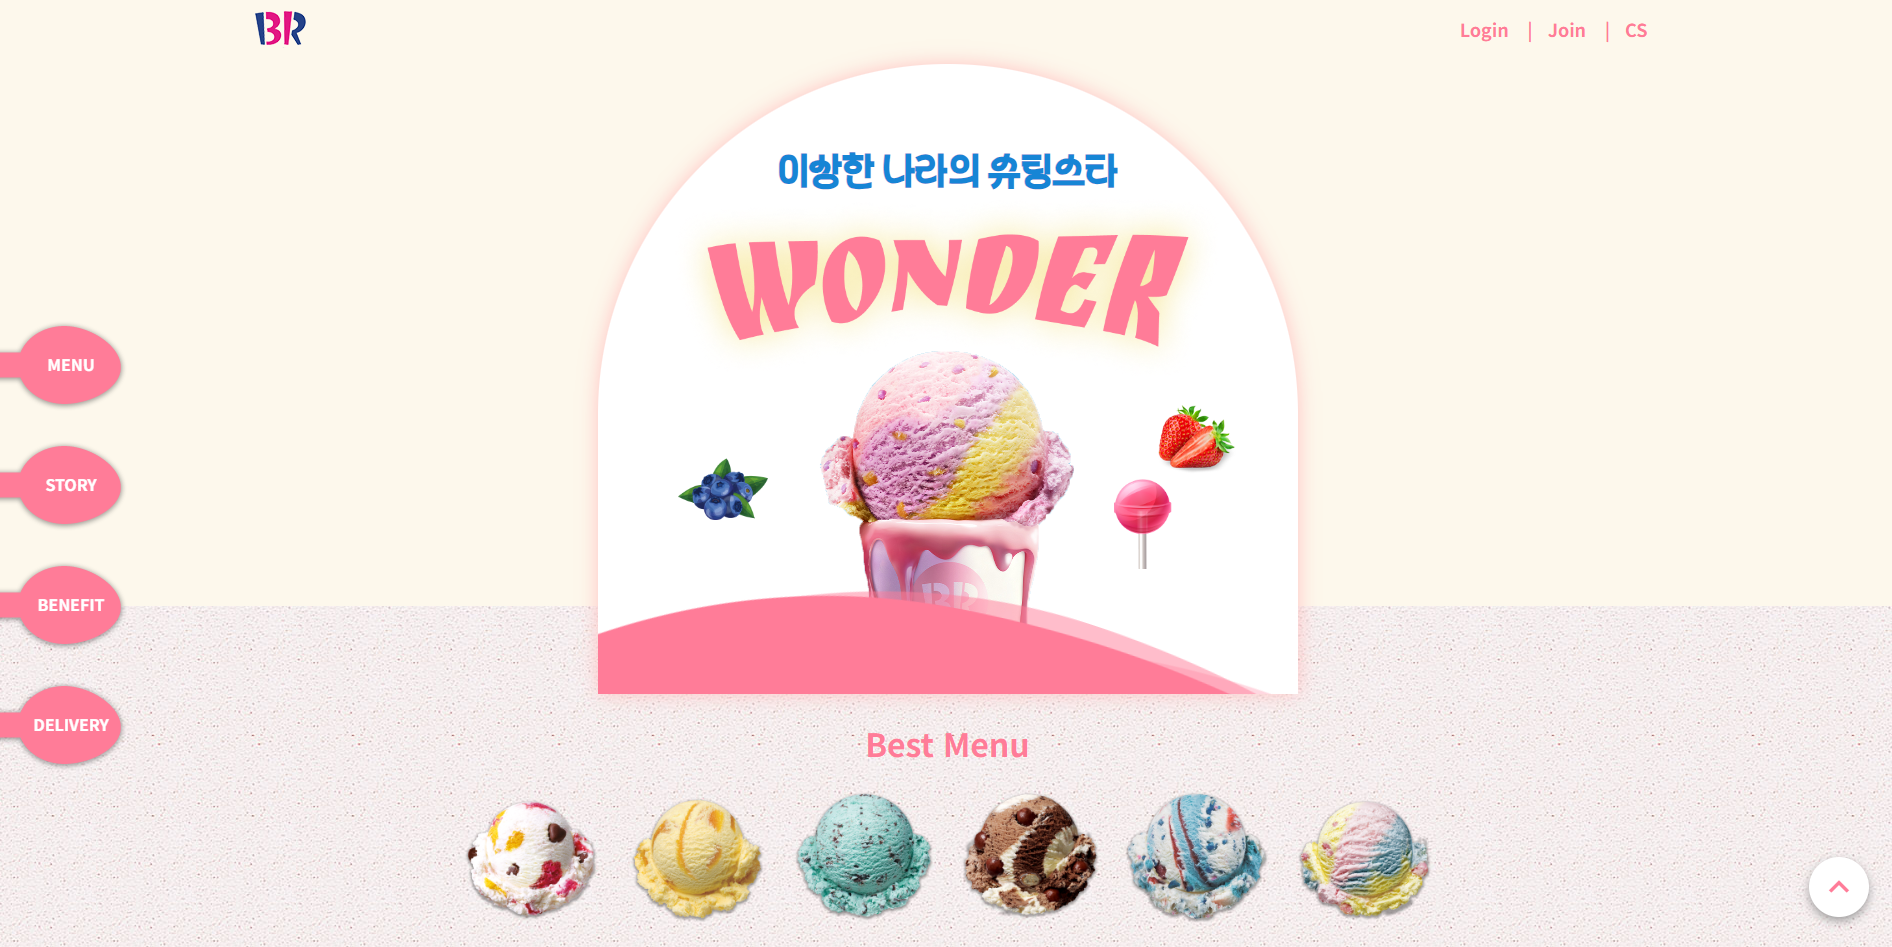 BR
Login | Join | CS
이상한 나라의 슈팅스타
WONDER
MENU
STORY
BENEFIT
DELIVERY
BR
Best Menu